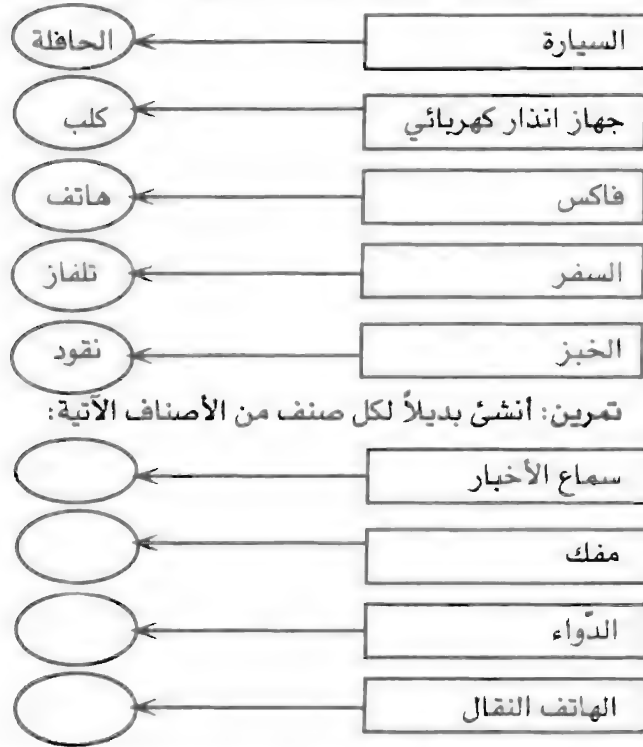 السيارة الحافلة
جهاز انذار كهربائي كلب
فاكس هاتف
السفر تلفاز
الخبز نقود
تمرين: أنشئ بديلاً لكل صنف من الأصناف الآتية:
سماع الأخبار
مفك
الدّواء
الهاتف النقال